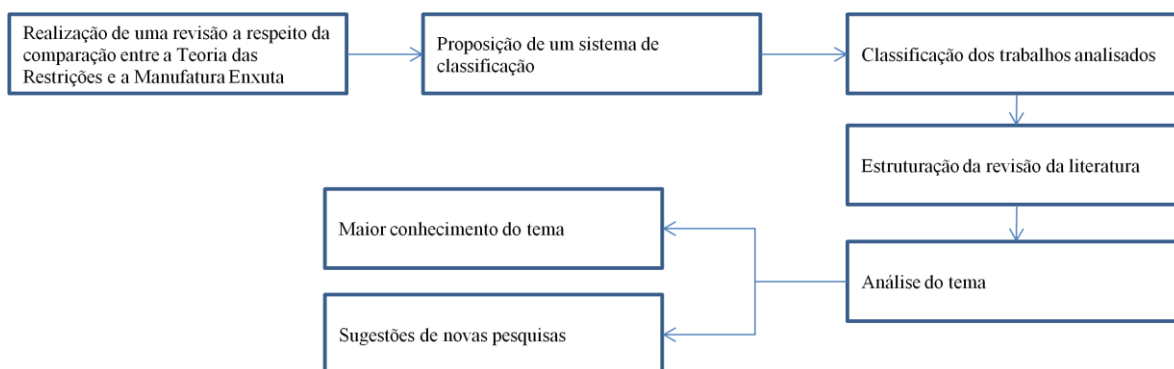 Realização de uma revisão a respeito da
comparação entre a Teoria das
Restrições e a Manufatura Enxuta
Proposição de um sistema de
classificação
Classificação dos trabalhos analisados
Estruturação da revisão da literatura
Análise do tema
Maior conhecimento do tema
Sugestões de novas pesquisas